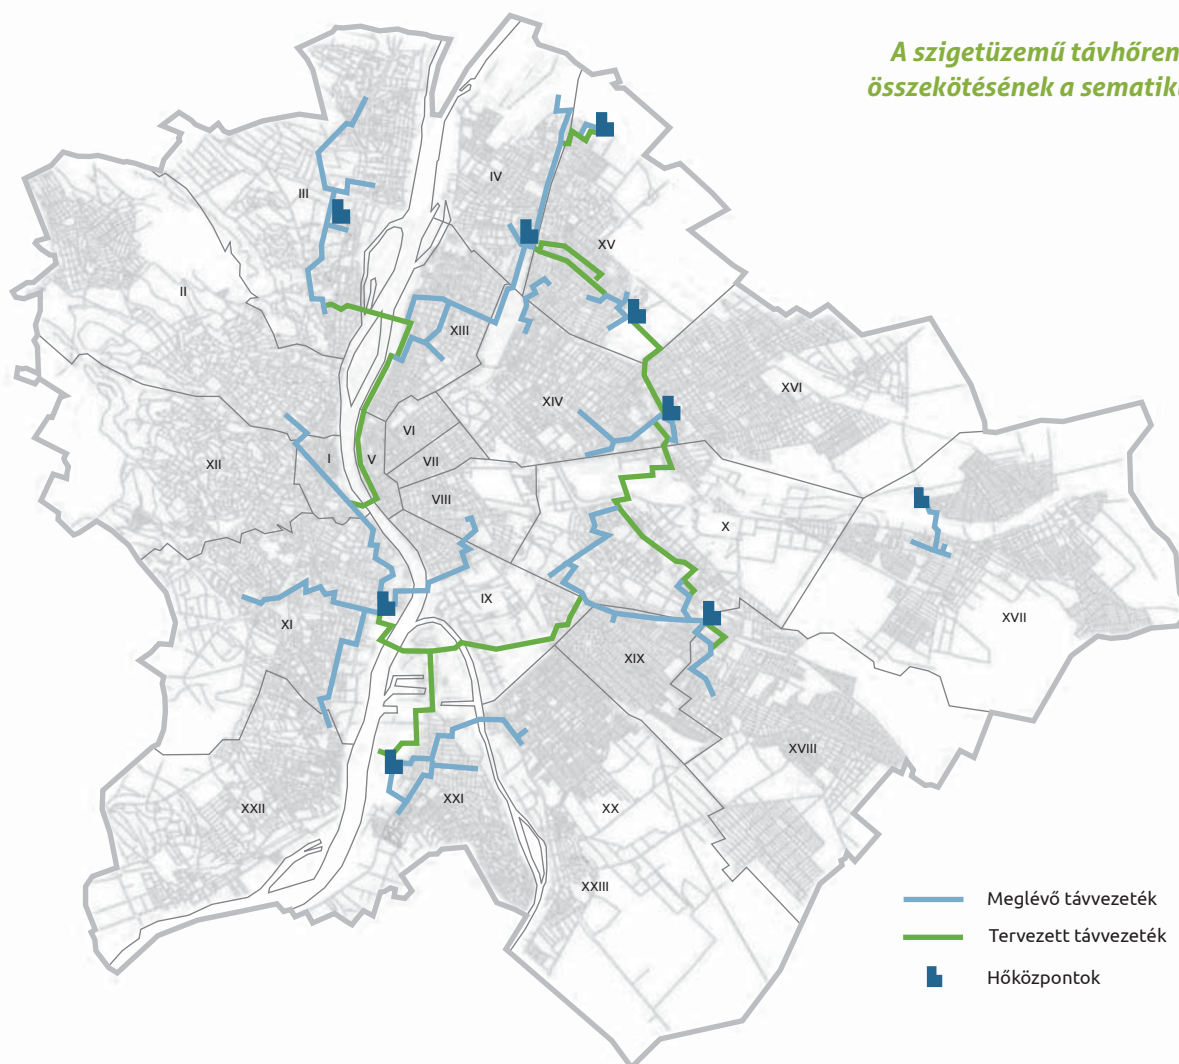 A szigetüzemű távhőren
összekötésének a sematik
IV
III
XV
II
XIII
XVI
XIV
VI
XII
I
V
VII
VIII
X
IX
XVII
XI
XIX
XVIII
XXI
XX
XXII
XXIII
Meglévő távvezeték
Tervezett távvezeték
Hőközpontok